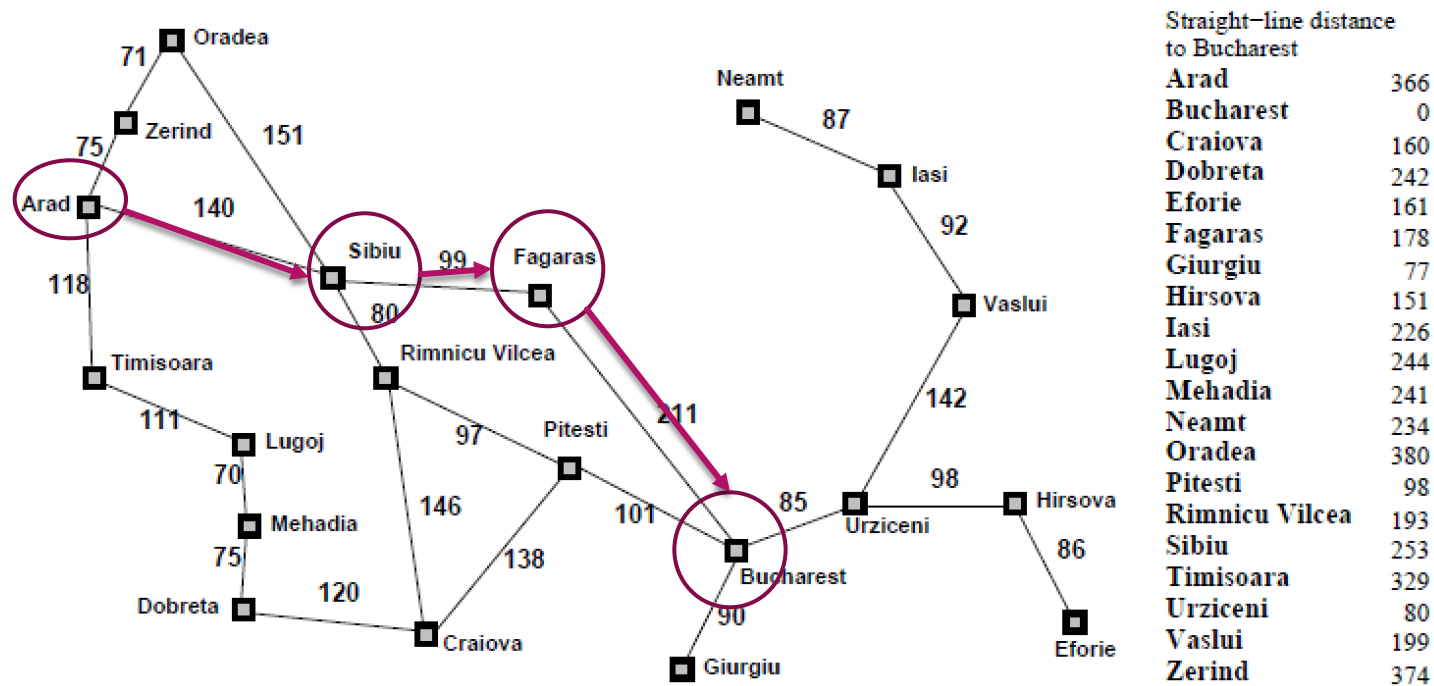 Oradea
71
Neamt
87
Zerind
151
75
Iasi
Arad
140
92
Sibiu
99
Fagaras
118
80
Vaslui
Rimnicu Vilcea
Timisoara
142
111
211
Pitesti
97
Lugoj
70
98
Hirsova
85
146
101
Urziceni
Mehadia
75
138
86
Bucharest
120
Dobreta
90
Craiova
Eforie
Giurgiu
Straight−line distance
to Bucharest
Arad 366
Bucharest 0
Craiova 160
Dobreta 242
Eforie 161
Fagaras 178
Giurgiu 77
Hirsova 151
Iasi 226
Lugoj 244
Mehadia 241
Neamt 234
Oradea 380
Pitesti 98
Rimnicu Vilcea 193
Sibiu 253
Timisoara 329
Urziceni 80
Vaslui 199
Zerind 374